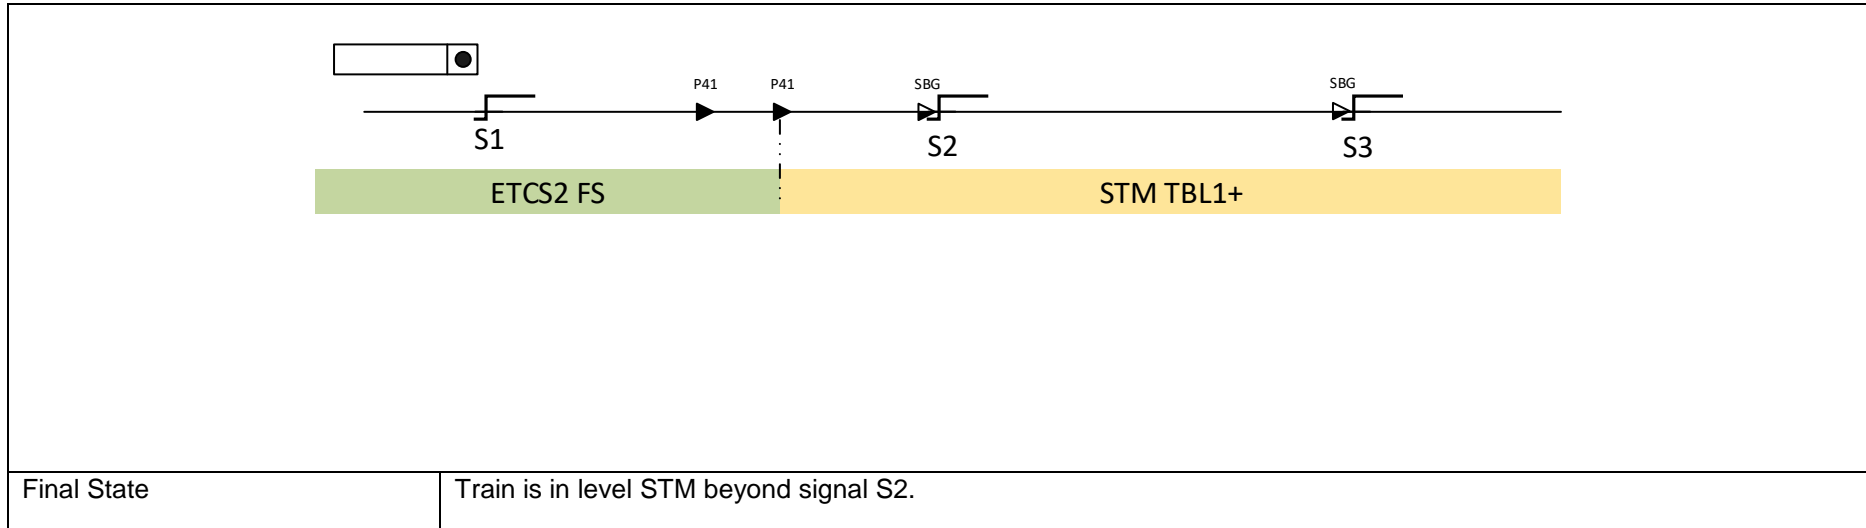 P41 P41 SBG SBG
S1 S2 S3
ETCS2 FS STM TBL1+
Final State Train is in level STM beyond signal S2.